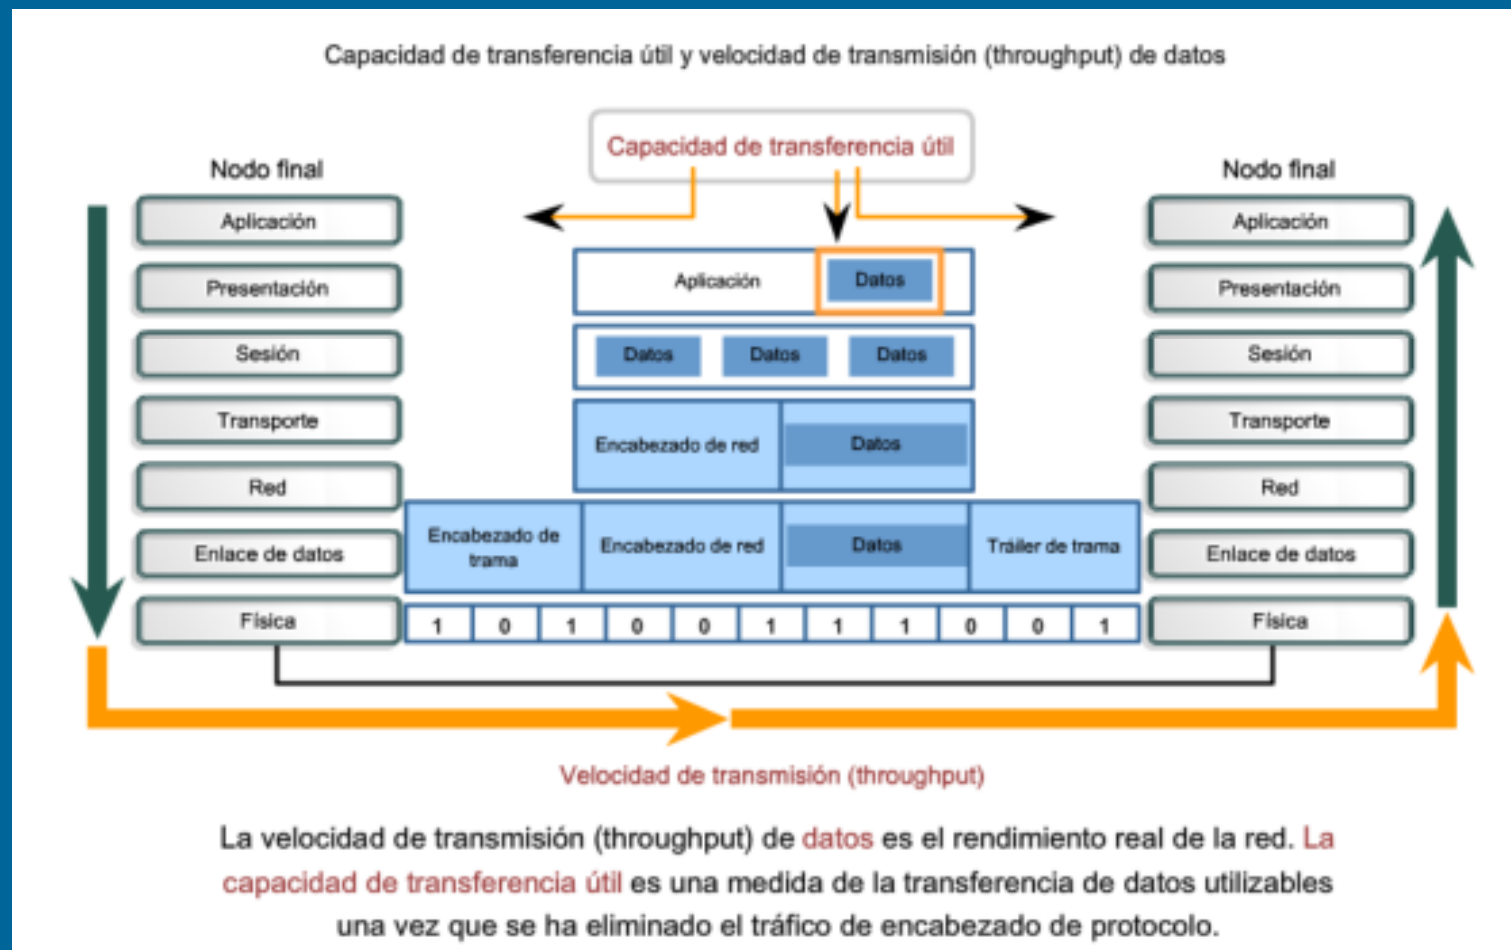 Capacidad de transferencia útil y velocidad de transmisión (throughput) de datos
Capacidad de transferencia útil
Nodo final
Aplicación
Presentación
Sesión
Transporte
Red
Enlace de datos
Física
Aplicación
Datos
Datos
Datos
Datos
Encabezado de red
Datos
Encabezado de
trama
Encabezado de red
Datos
Tráiler de trama
1 0 1 0 0 1 1 1 0 0 1
Nodo final
Aplicación
Presentación
Sesión
Transporte
Red
Enlace de datos
Física
Velocidad de transmisión (throughput)
La velocidad de transmisión (throughput) de datos es el rendimiento real de la red. La
capacidad de transferencia útil es una medida de la transferencia de datos utilizables
una vez que se ha eliminado el tráfico de encabezado de protocolo.